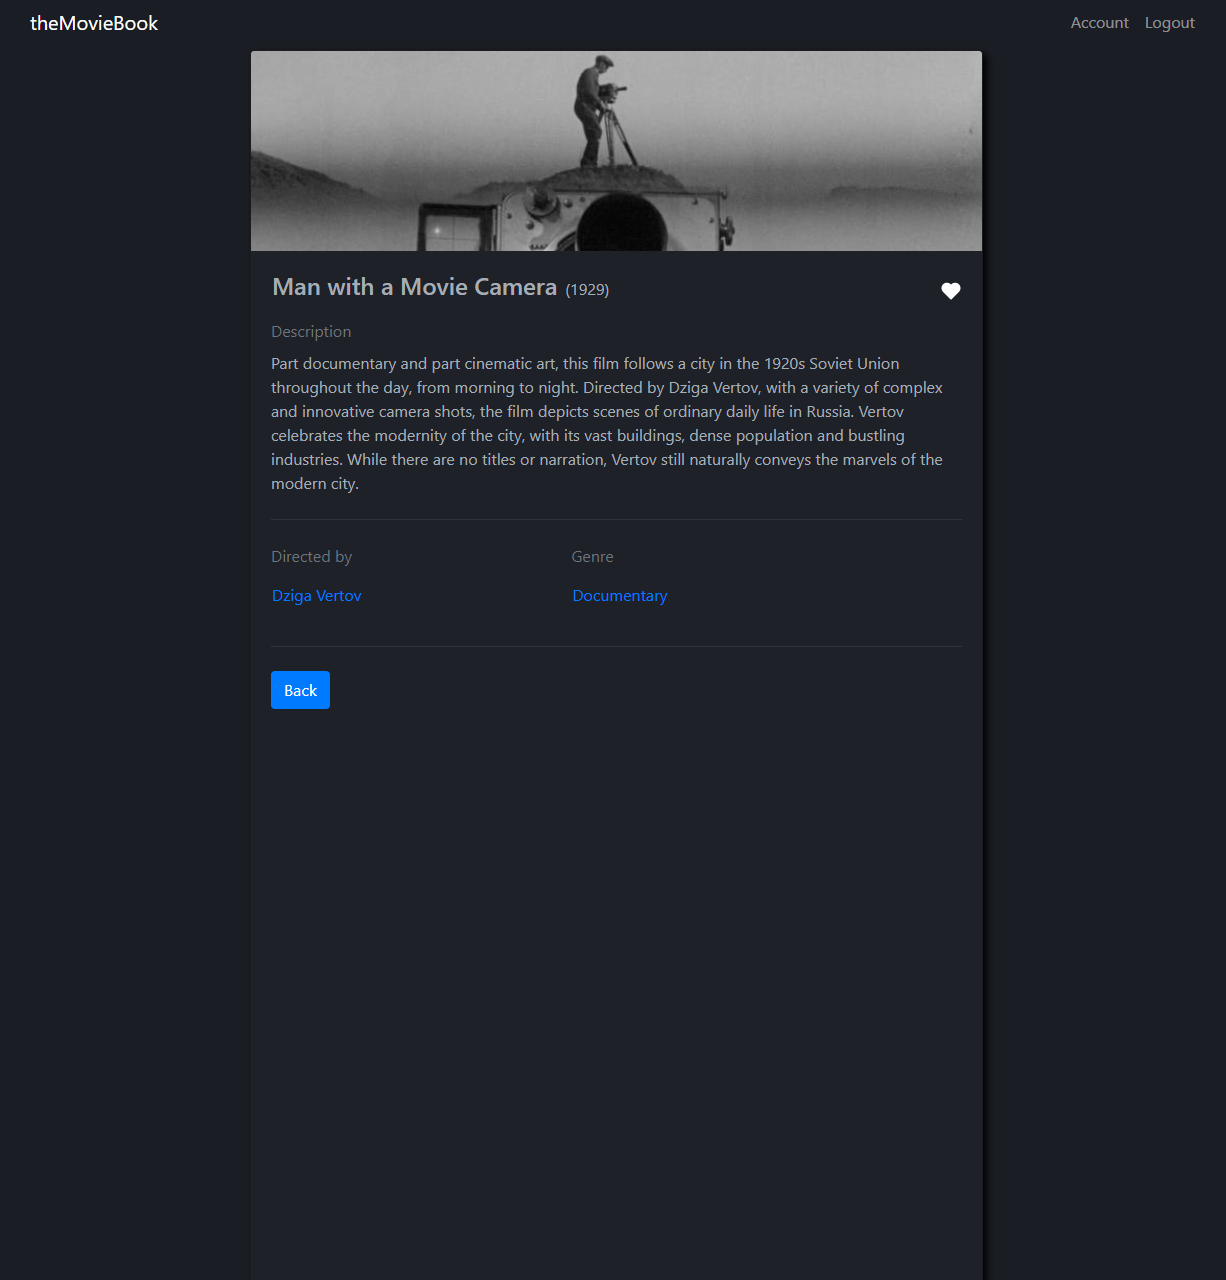 theMovieBook
Account Logout
Man with a Movie Camera (1929)
Description
Part documentary and part cinematic art, this film follows a city in the 1920s Soviet Union
throughout the day, from morning to night. Directed by Dziga Vertov, with a variety of complex
and innovative camera shots, the film depicts scenes of ordinary daily life in Russia. Vertov
celebrates the modernity of the city, with its vast buildings, dense population and bustling
industries. While there are no titles or narration, Vertov still naturally conveys the marvels of the
modern city.
Directed by
Dziga Vertov
Genre
Documentary
Back